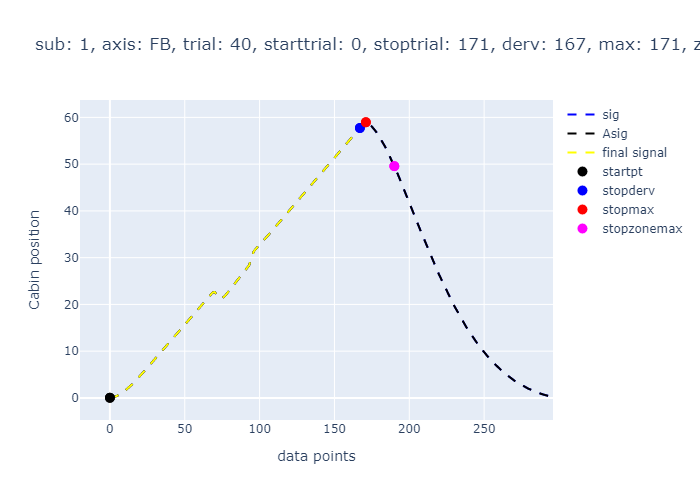 sub: 1, axis: FB, trial: 40, starttrial: 0, stoptrial: 171, derv: 167, max: 171, z
60
50
40
30
20
10
0
Cabin position
0 50 100 150 200 250
data points
sig
Asig
final signal
startpt
stopderv
stopmax
stopzonemax